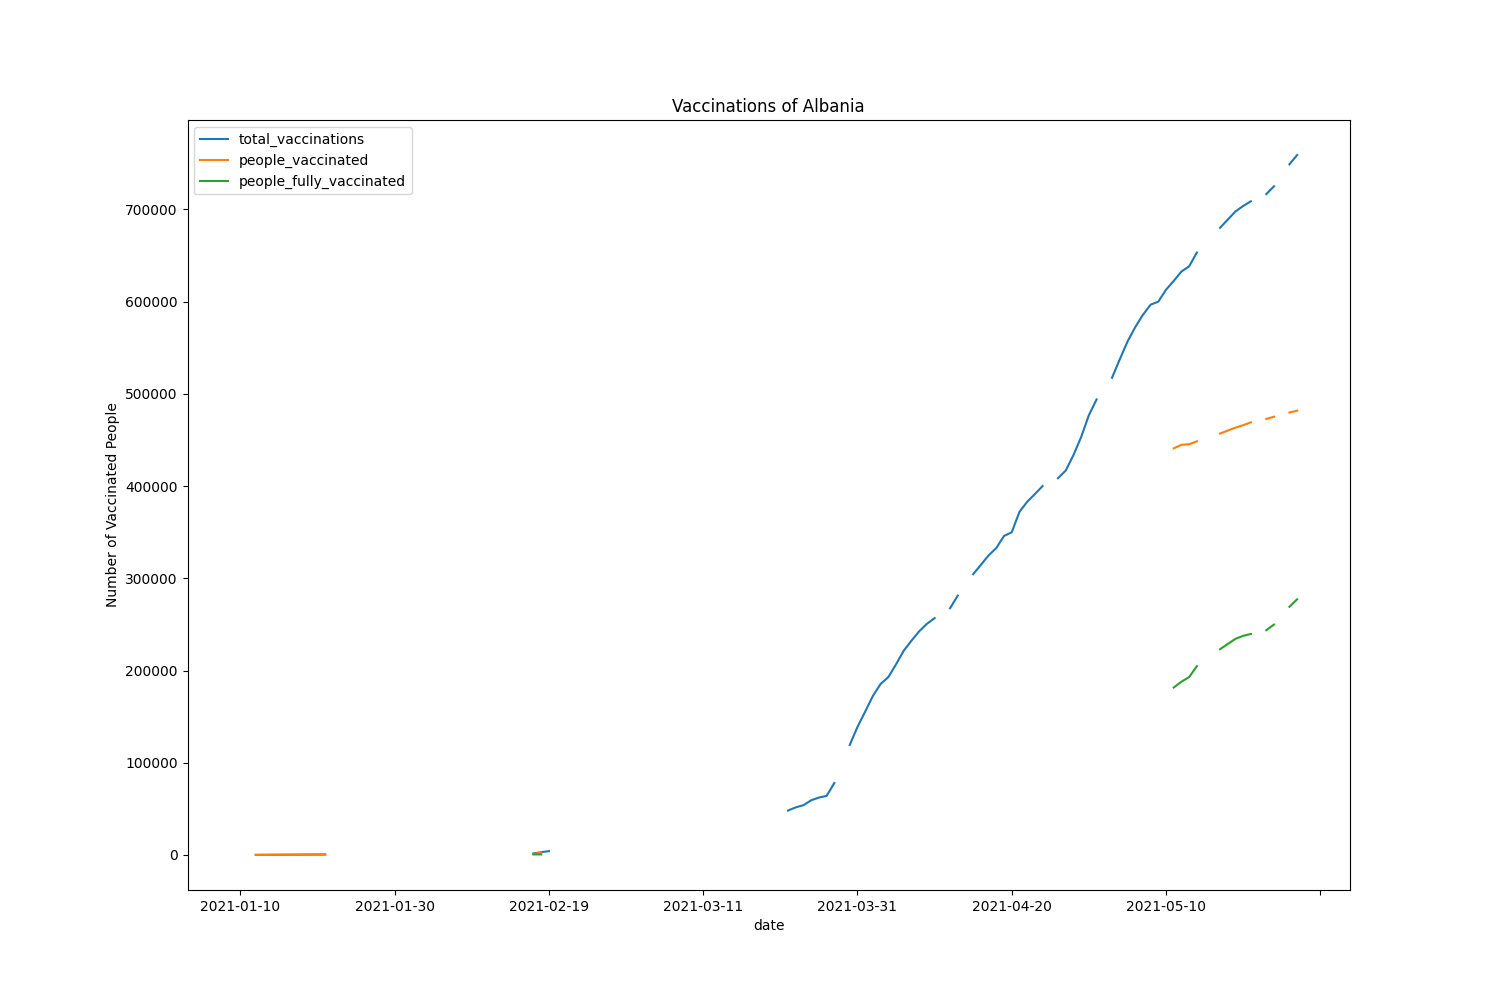 Vaccinations of Albania
total_vaccinations
people_vaccinated
people_fully_vaccinated
Number of Vaccinated People
700000
600000
500000
400000
300000
200000
100000
0
2021-01-10
2021-01-30
2021-02-19
2021-03-11
2021-03-31
2021-04-20
2021-05-10
date